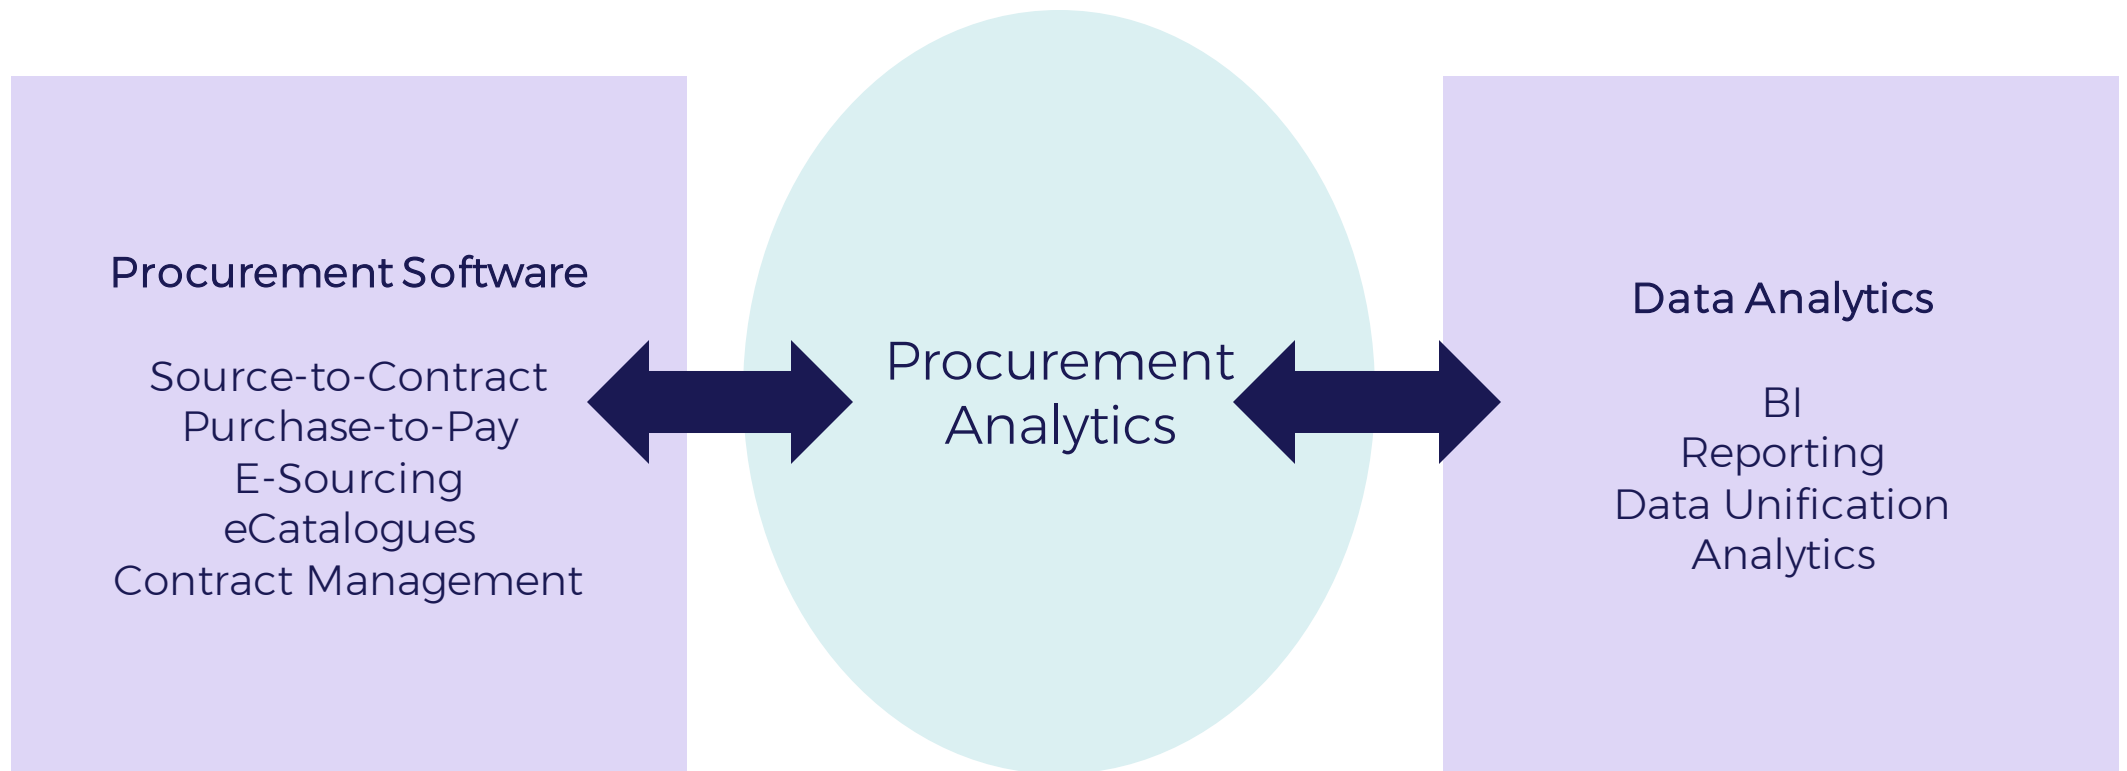 Procurement Software
Source-to-Contract
Purchase-to-Pay
E-Sourcing
eCatalogues
Contract Management
Procurement
Analytics
Data Analytics
BI
Reporting
Data Unification
Analytics